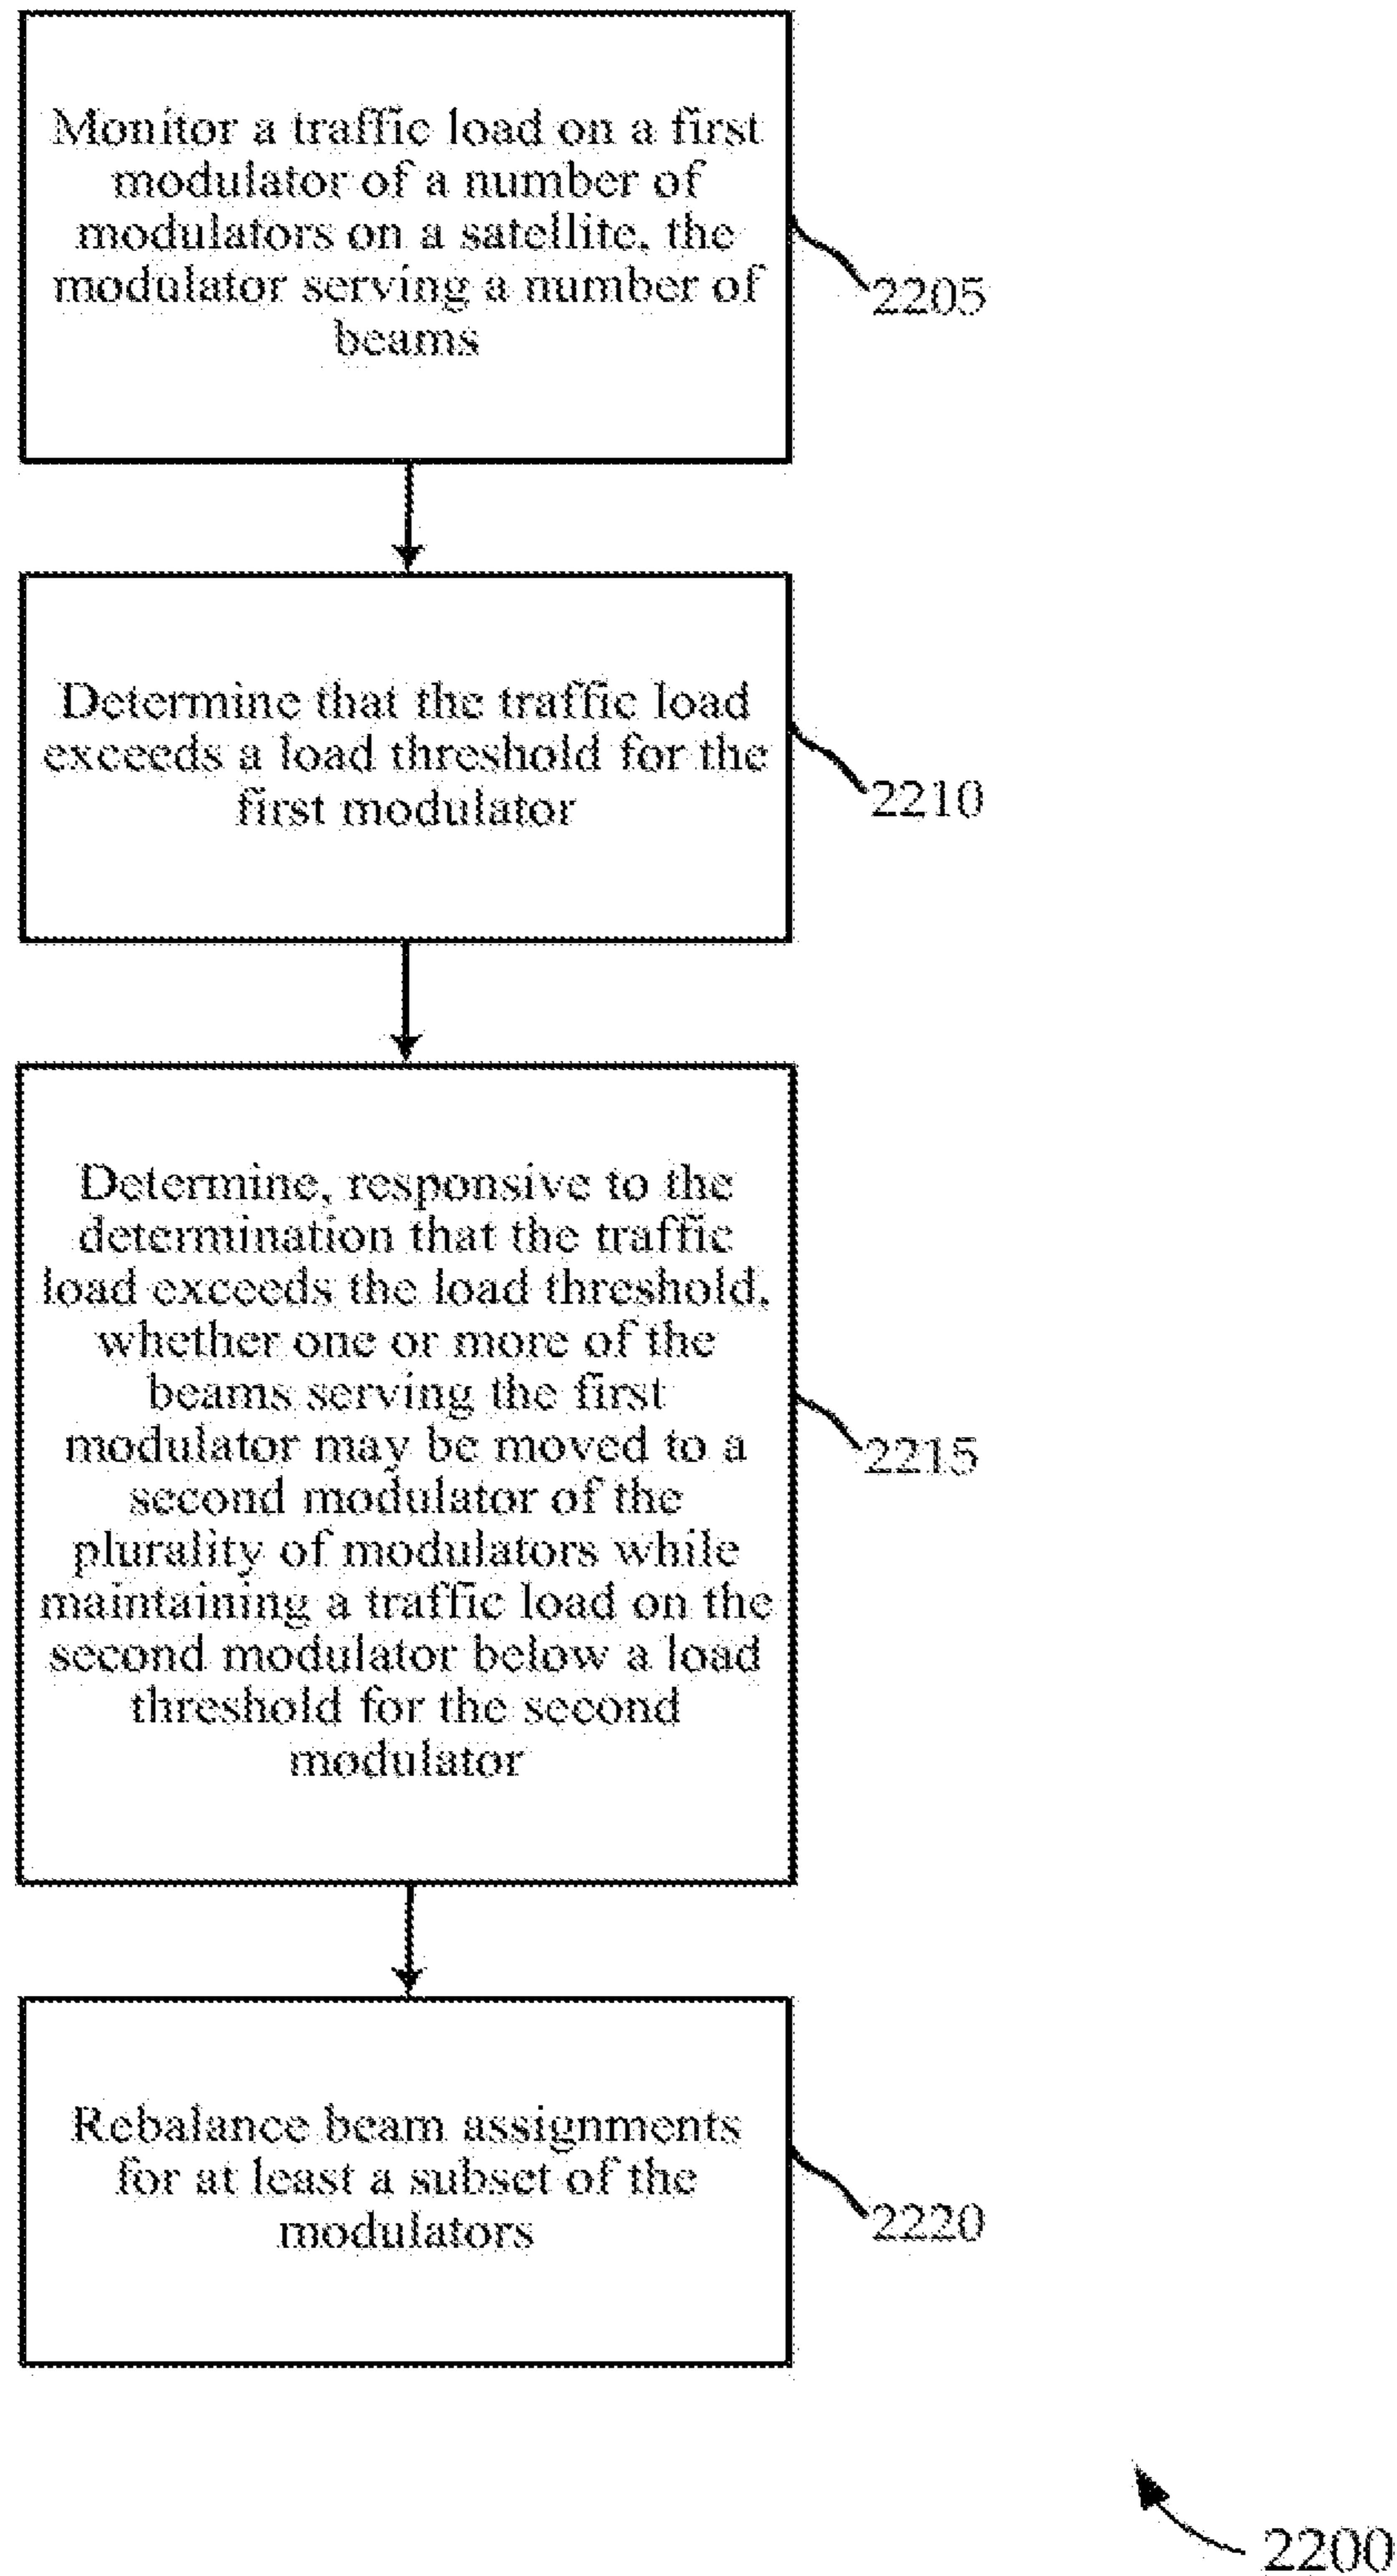 Monitor a traffic load on a first
modulator of a number of
modulators on a satellite, the
modulator serving a number of
beams
2205
Determine that the traffic load
exceeds a load threshold for the
first modulator
2210
Determine, responsive to the
determination that the traffic
load exceeds the load threshold,
whether one or more of the
beams serving the first
modulator may be moved to a
second modulator of the
plurality of modulators while
maintaining a traffic load on the
second modulator below a load
threshold for the second
modulator
2215
Rebalance beam assignments
for at least a subset of the
modulators
2220
2200